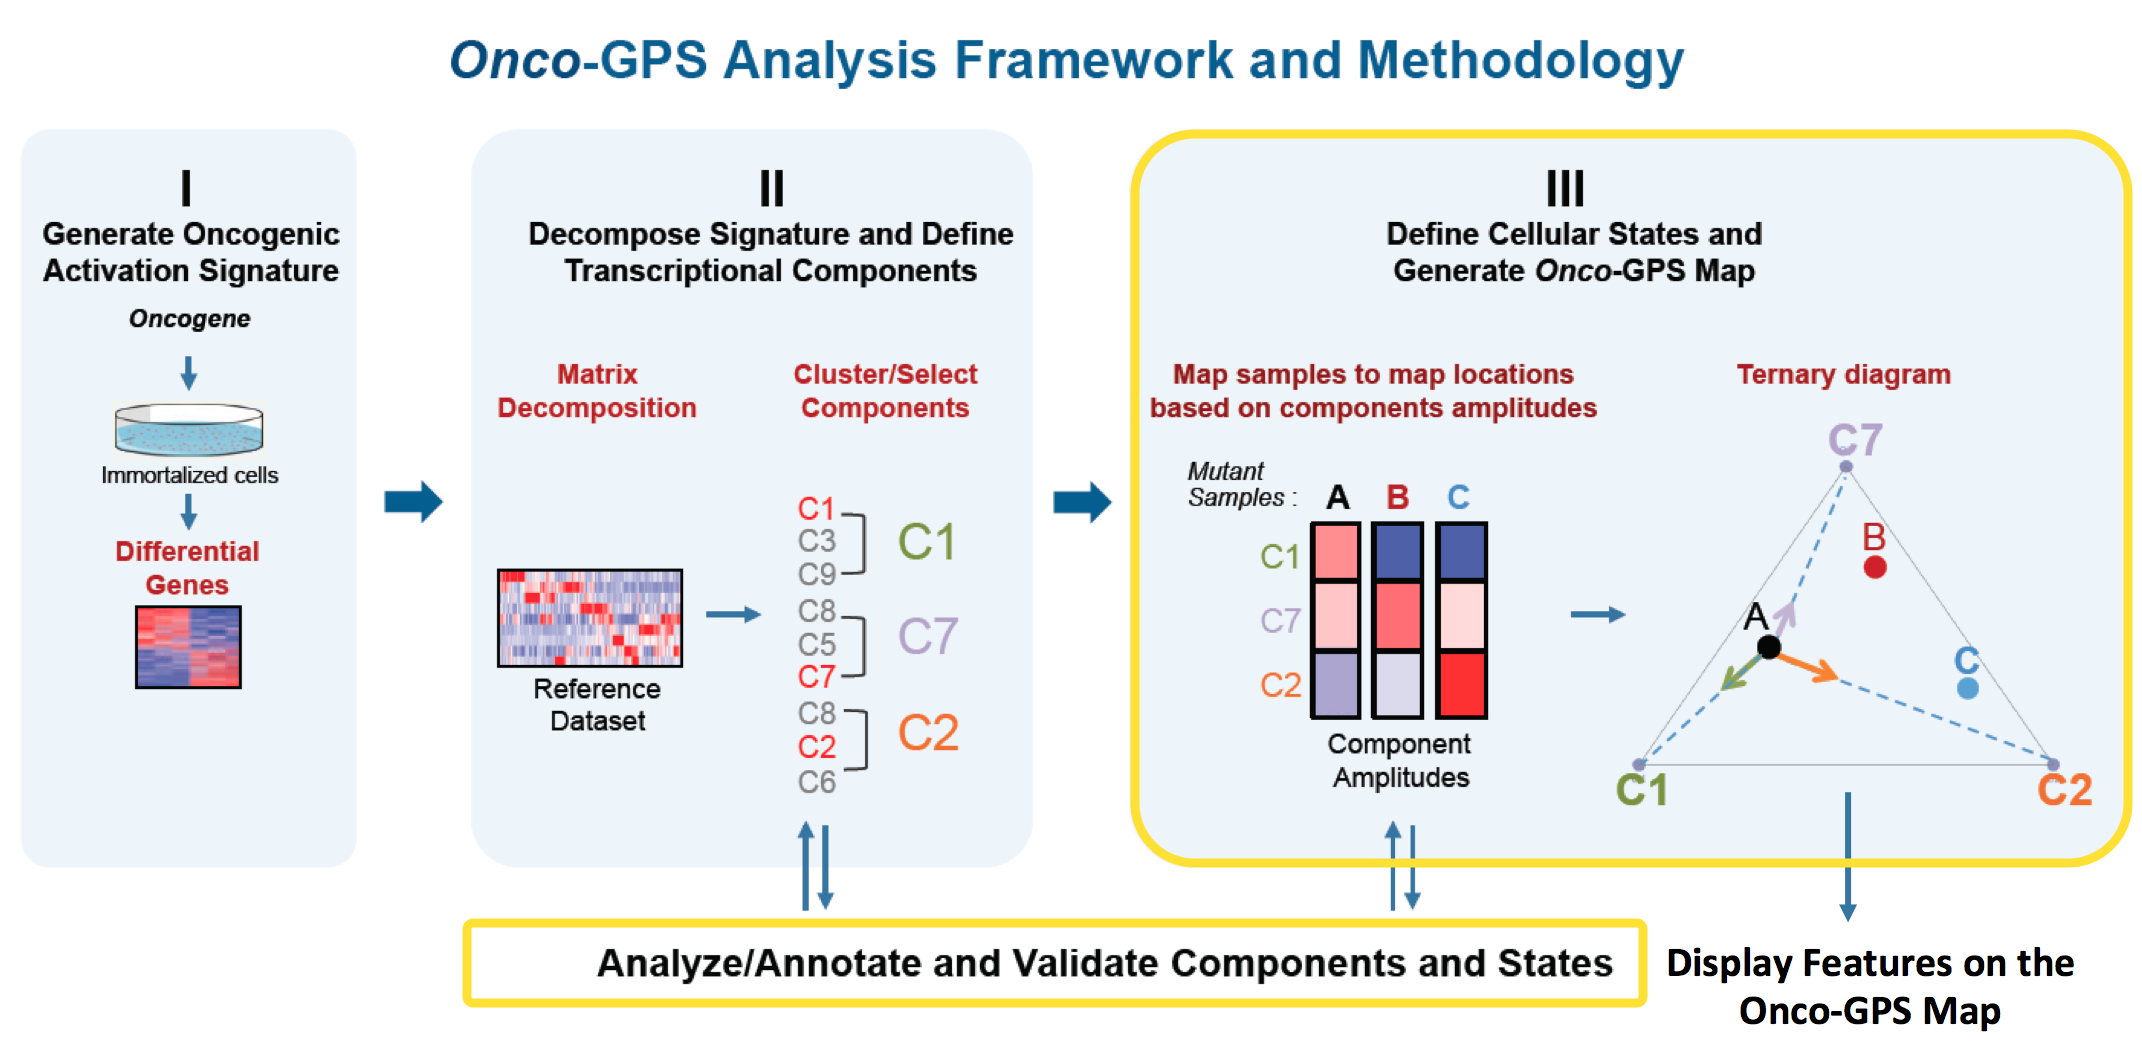 Onco-GPS Analysis Framework and Methodology
I
Generate Oncogenic
Activation Signature
Oncogene
Immortalized cells
Differential
Genes
II
Decompose Signature and Define
Transcriptional Components
Matrix
Decomposition
Reference
Dataset
Cluster/Select
Components
C1
C3
C9
C1
C8
C5
C7
C7
C8
C2
C6
C2
III
Define Cellular States and
Generate Onco-GPS Map
Map samples to map locations
based on components amplitudes
Mutant
Samples :
A B C
C1
C7
C2
Component
Amplitudes
Ternary diagram
C7
B
A
C
C1
C2
Analyze/Annotate and Validate Components and States
Display Features on the
Onco-GPS Map